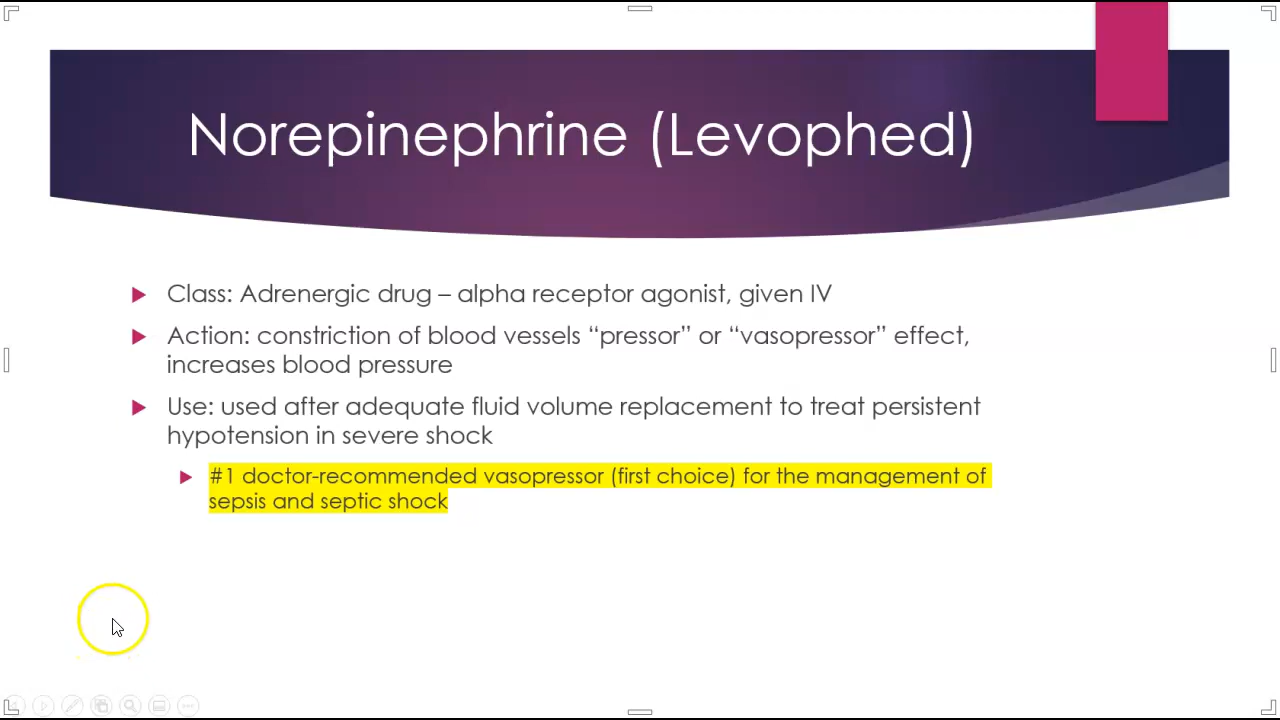 Norepinephrine (Levophed)
Class: Adrenergic drug – alpha receptor agonist, given IV
Action: constriction of blood vessels “pressor” or “vasopressor” effect,
increases blood pressure
Use: used after adequate fluid volume replacement to treat persistent
hypotension in severe shock
#1 doctor-recommended vasopressor (first choice) for the management of
sepsis and septic shock